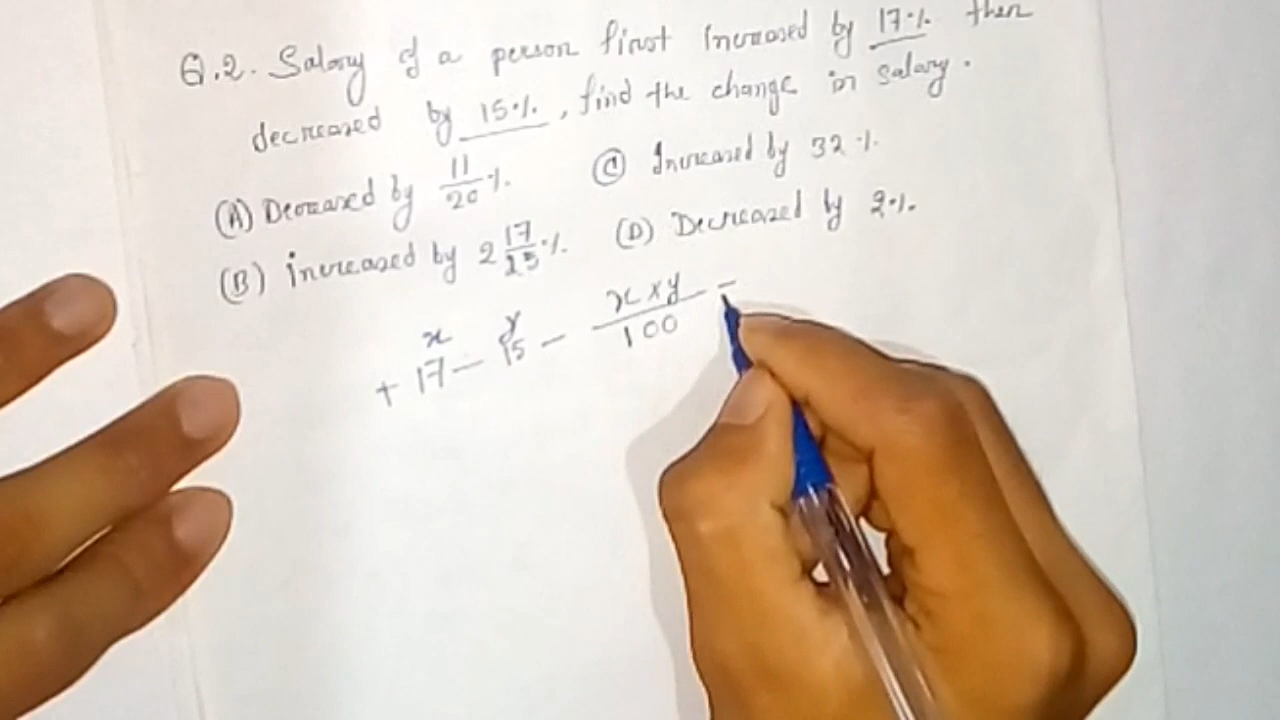 Q.2. Salary of a person first increased by 17% then
decreased by 15%, find the change in salary.
(A) Decreased by 11/20 %. (C) Increased by 32%.
(B) increased by 2 17/25 %. (D) Decreased by 2%.
x y
+ 17 - 15 - x×y/100 =